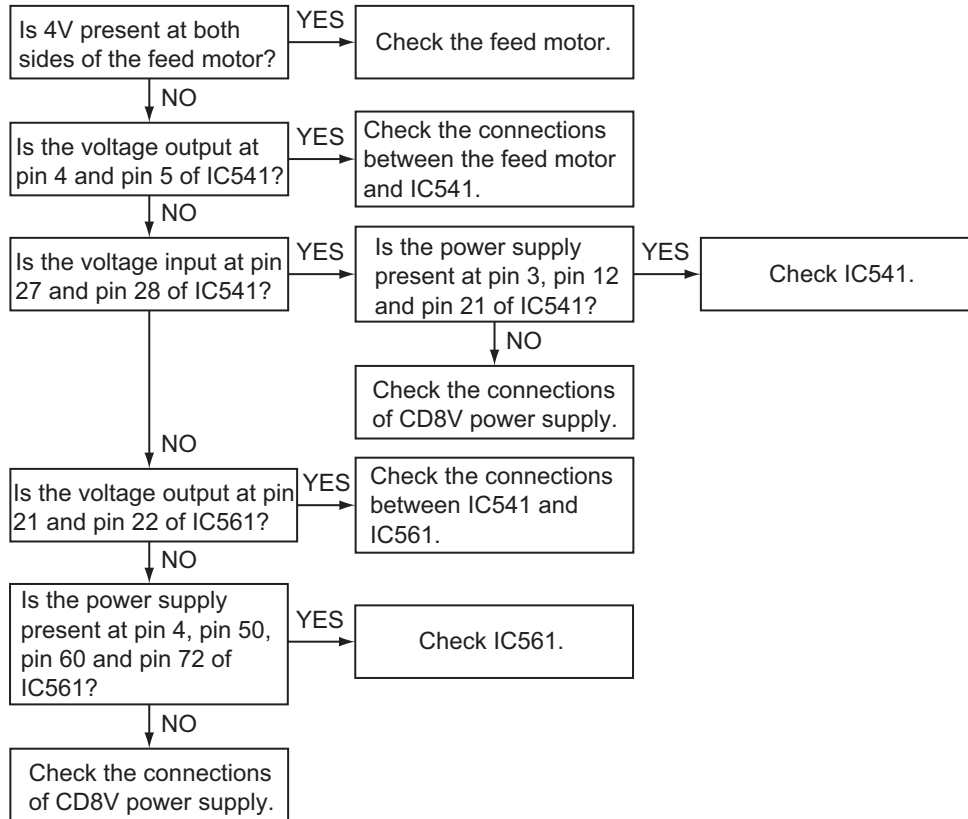 Is 4V present at both
sides of the feed motor?
YES
Check the feed motor.
NO
Is the voltage output at
pin 4 and pin 5 of IC541?
YES
Check the connections
between the feed motor
and IC541.
NO
Is the voltage input at pin
27 and pin 28 of IC541?
YES
Is the power supply
present at pin 3, pin 12
and pin 21 of IC541?
YES
Check IC541.
NO
Check the connections
of CD8V power supply.
NO
Is the voltage output at pin
21 and pin 22 of IC561?
YES
Check the connections
between IC541 and
IC561.
NO
Is the power supply
present at pin 4, pin 50,
pin 60 and pin 72 of
IC561?
YES
Check IC561.
NO
Check the connections
of CD8V power supply.